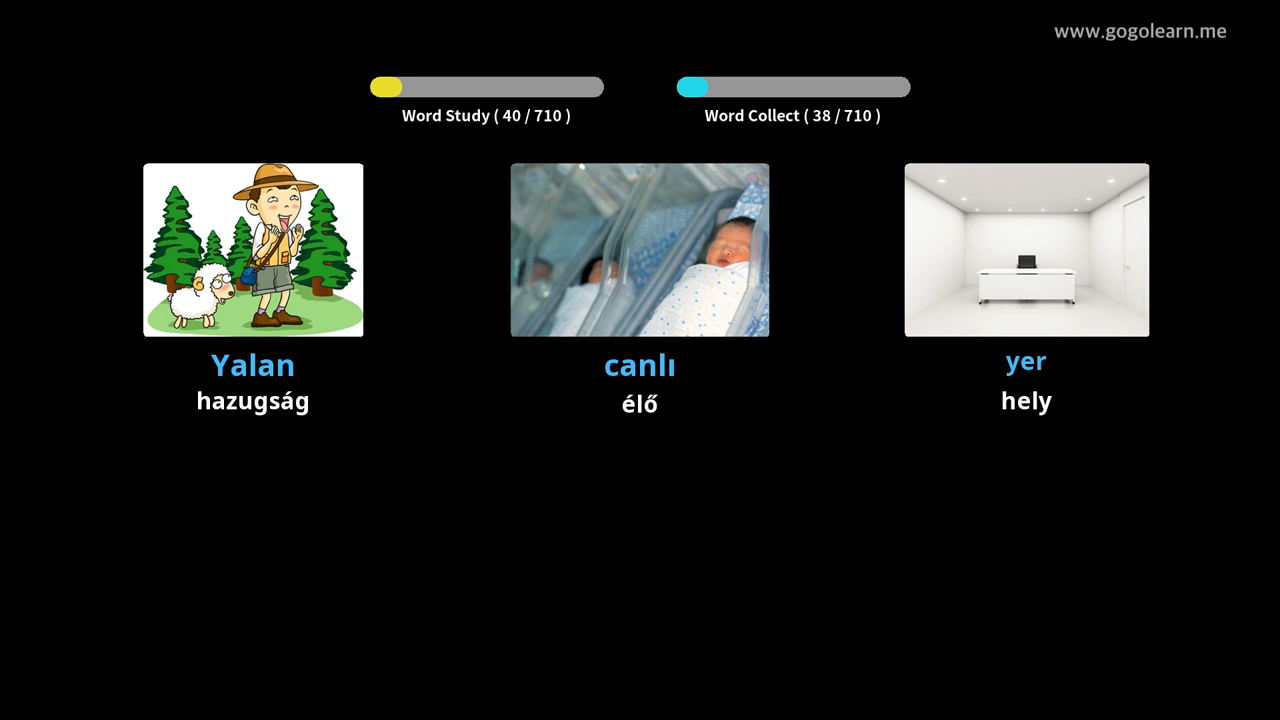 www.gogolearn.me
Word Study ( 40 / 710 )
Word Collect ( 38 / 710 )
Yalan
hazugság
canlı
élő
yer
hely